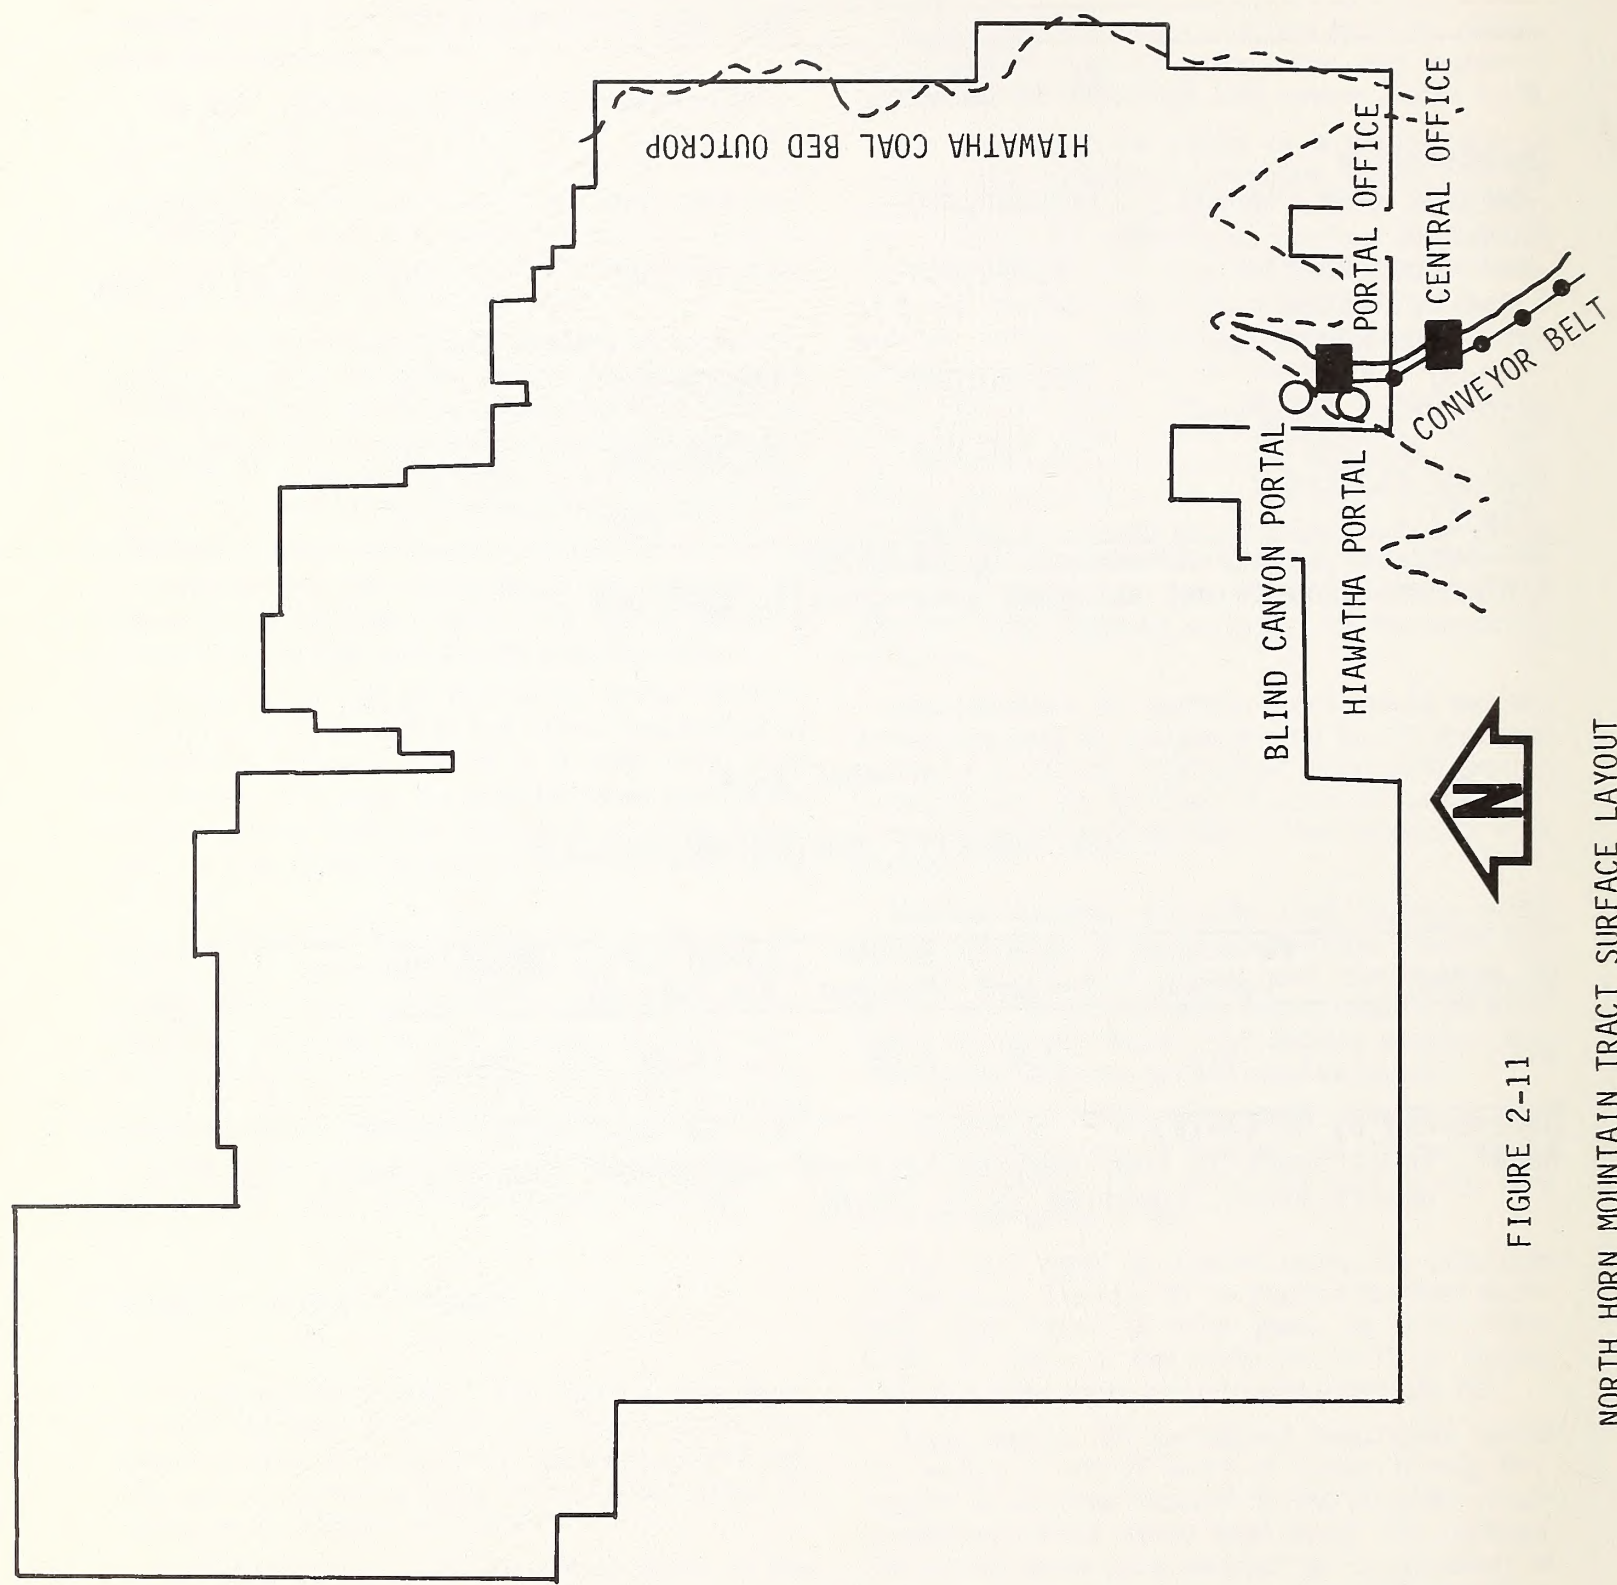 HIAWATHA COAL BED OUTCROP
PORTAL OFFICE
CENTRAL OFFICE
BLIND CANYON PORTAL
HIAWATHA PORTAL
CONVEYOR BELT
N
FIGURE 2-11
NORTH HORN MOUNTAIN TRACT SURFACE LAYOUT